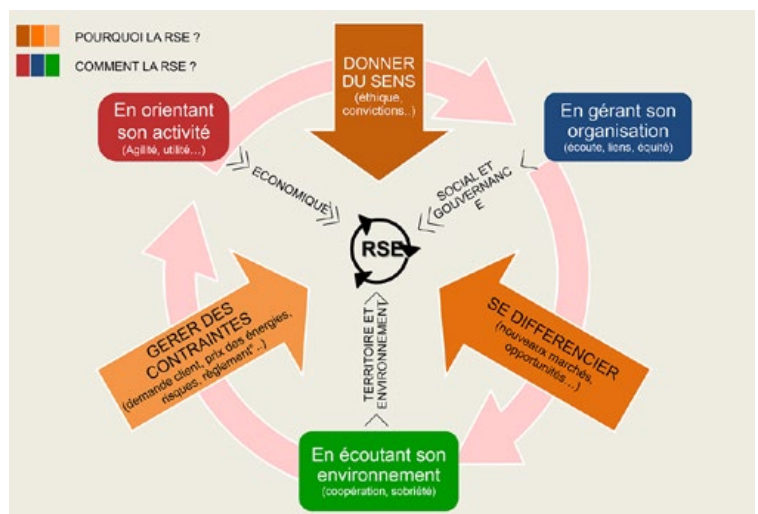 POURQUOI LA RSE ?
COMMENT LA RSE ?
DONNER
DU SENS
(éthique,
convictions..)
En orientant
son activité
(Agilité, utilité...)
En gérant son
organisation
(écoute, liens, équité)
ECONOMIQUE
SOCIAL ET
GOUVERNANC
E
RSE
GERER DES
CONTRAINTES
(demande client, prix des énergies,
risques, règlement°..)
SE DIFFERENCIER
(nouveaux marchés,
opportunités...)
TERRITOIRE ET
ENVIRONNEMENT
En écoutant son
environnement
(coopération, sobriété)